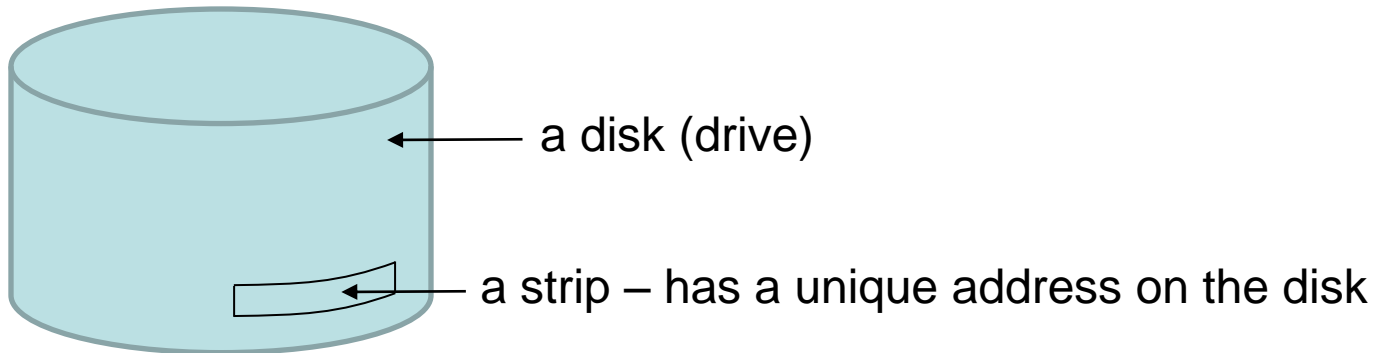 a disk (drive)
a strip – has a unique address on the disk